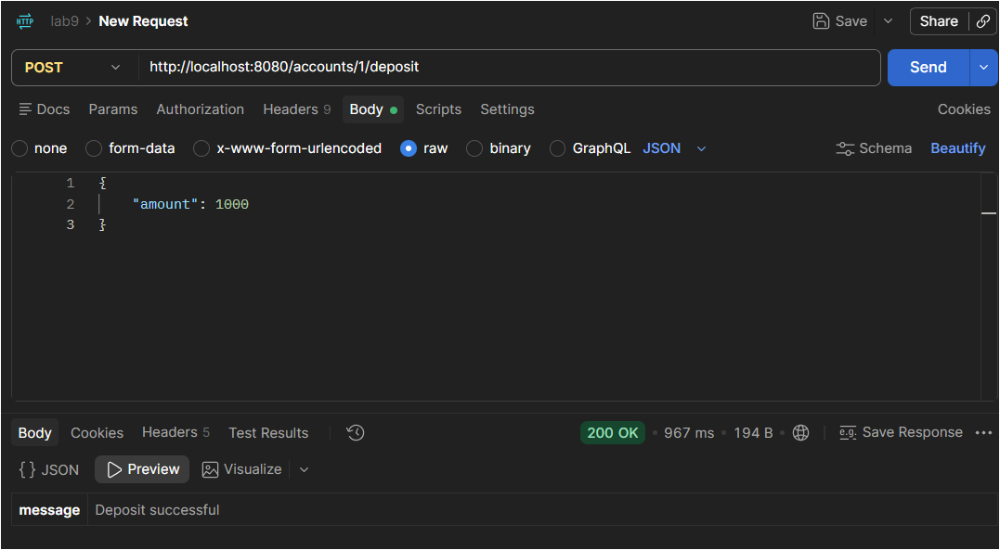 HTTP lab9 > New Request Save Share
POST http://localhost:8080/accounts/1/deposit Send
Docs Params Authorization Headers 9 Body Scripts Settings Cookies
none form-data x-www-form-urlencoded raw binary GraphQL JSON Schema Beautify
1 {
2 "amount": 1000
3 }
Body Cookies Headers 5 Test Results 200 OK • 967 ms • 194 B • e.g. Save Response
{} JSON Preview Visualize
message Deposit successful